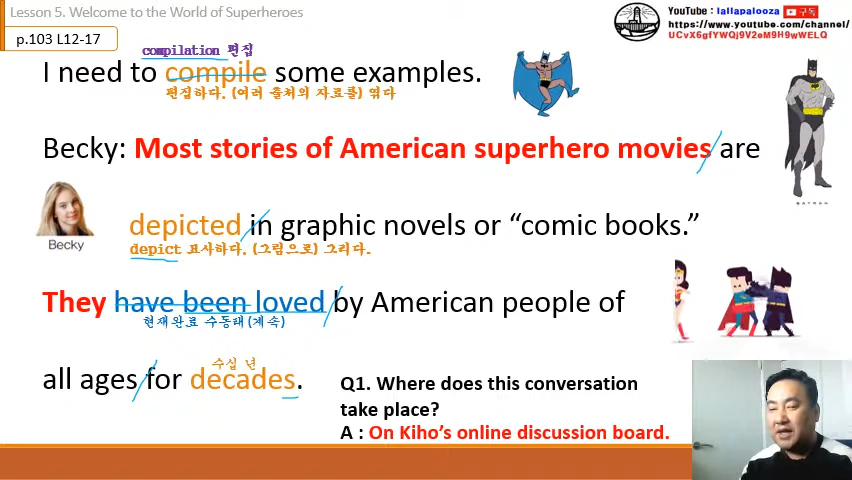 Lesson 5. Welcome to the World of Superheroes
YouTube : lallapalooza 구독
https://www.youtube.com/channel/
UCvX6gfYWQj9V2eM9H9wWELQ
p.103 L12-17
compilation 편집
I need to compile some examples.
편집하다. (여러 출처의 자료를) 엮다
Becky: Most stories of American superhero movies are
depicted in graphic novels or “comic books.”
BATMAN
Becky
depict 묘사하다. (그림으로) 그리다.
They have been loved by American people of
현재완료 수동태(계속)
수십 년
all ages for decades.
Q1. Where does this conversation
take place?
A : On Kiho’s online discussion board.